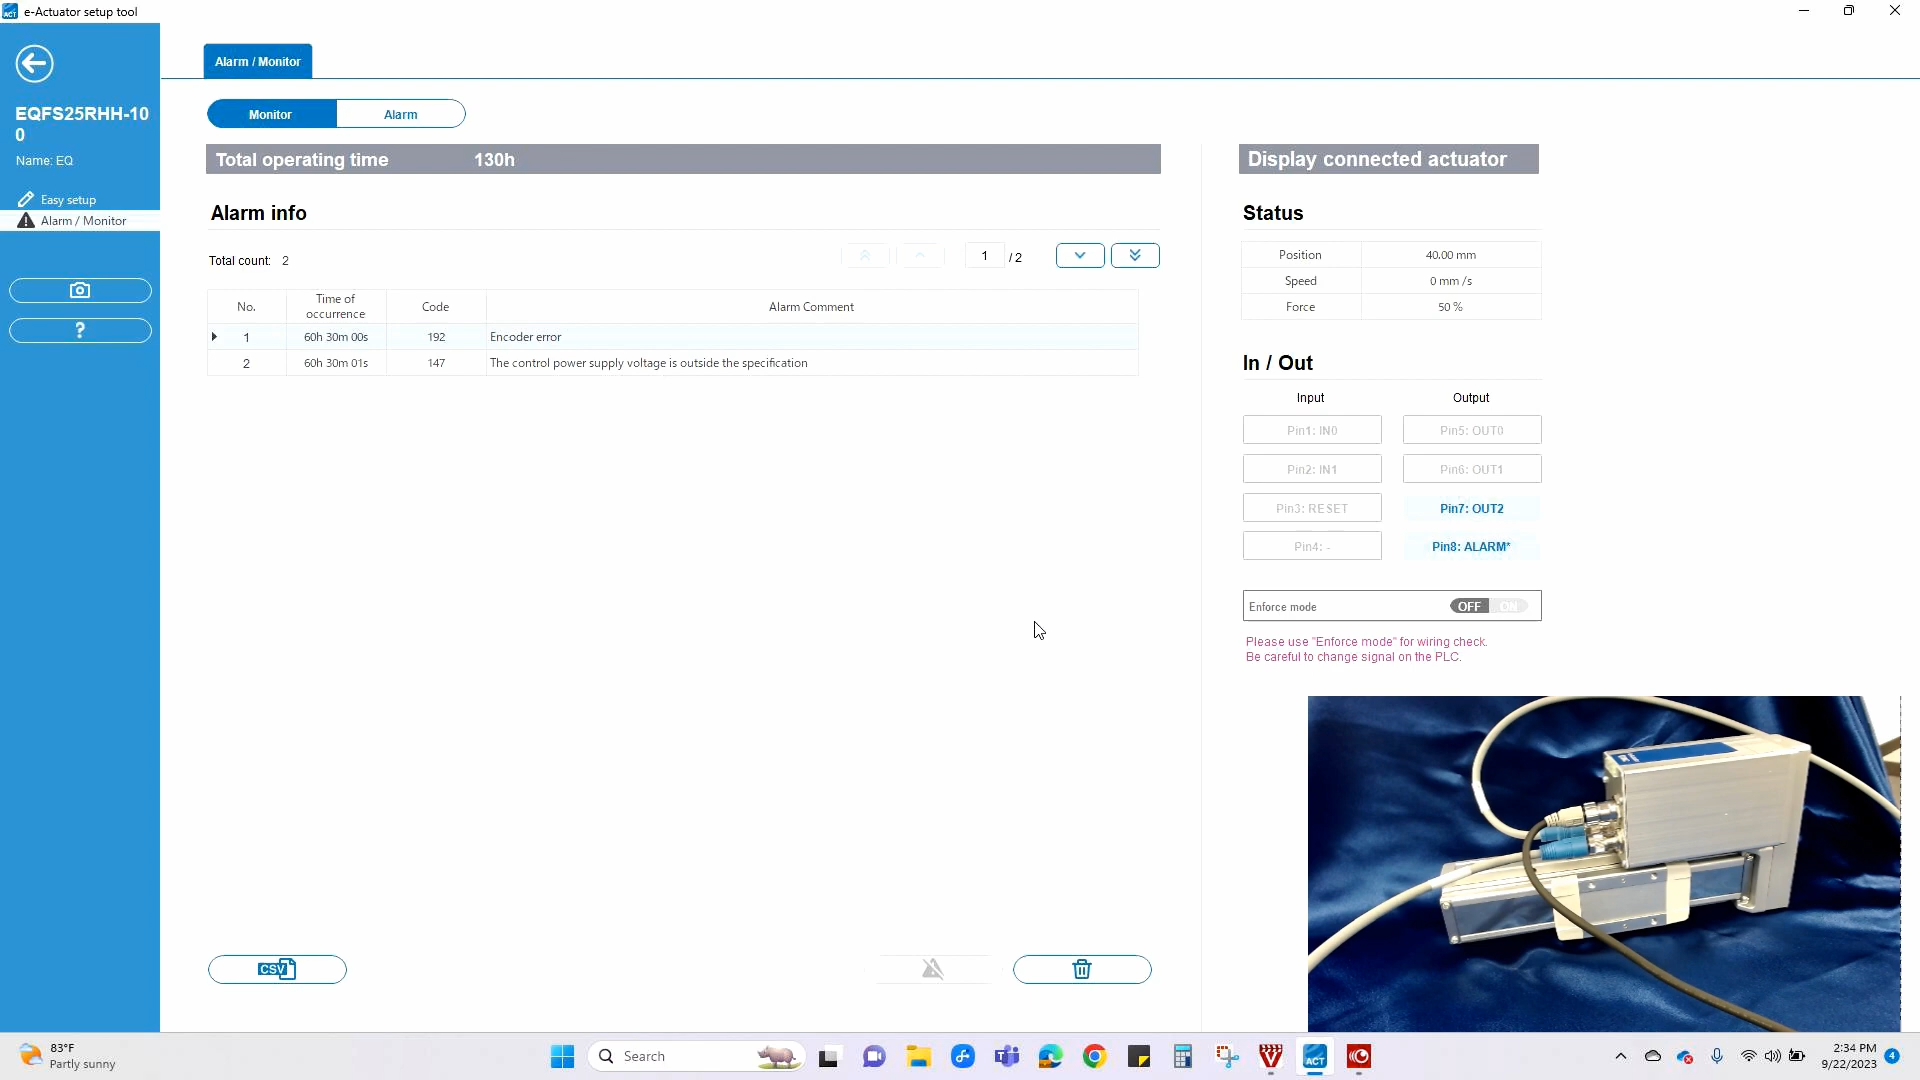 e-Actuator setup tool
EQFS25RHH-10
0
Name: EQ
Easy setup
Alarm / Monitor
?
Alarm / Monitor
Monitor
Alarm
Total operating time 130h
Alarm info
Total count: 2
1 / 2
No. Time of occurrence Code Alarm Comment
1 60h 30m 00s 192 Encoder error
2 60h 30m 01s 147 The control power supply voltage is outside the specification
CSV
Display connected actuator
Status
Position 40.00 mm
Speed 0 mm /s
Force 50 %
In / Out
Input Output
Pin1: IN0 Pin5: OUT0
Pin2: IN1 Pin6: OUT1
Pin3: RESET Pin7: OUT2
Pin4: - Pin8: ALARM*
Enforce mode OFF ON
Please use "Enforce mode" for wiring check.
Be careful to change signal on the PLC.
83°F
Partly sunny
Search
ACT
2:34 PM
9/22/2023
4